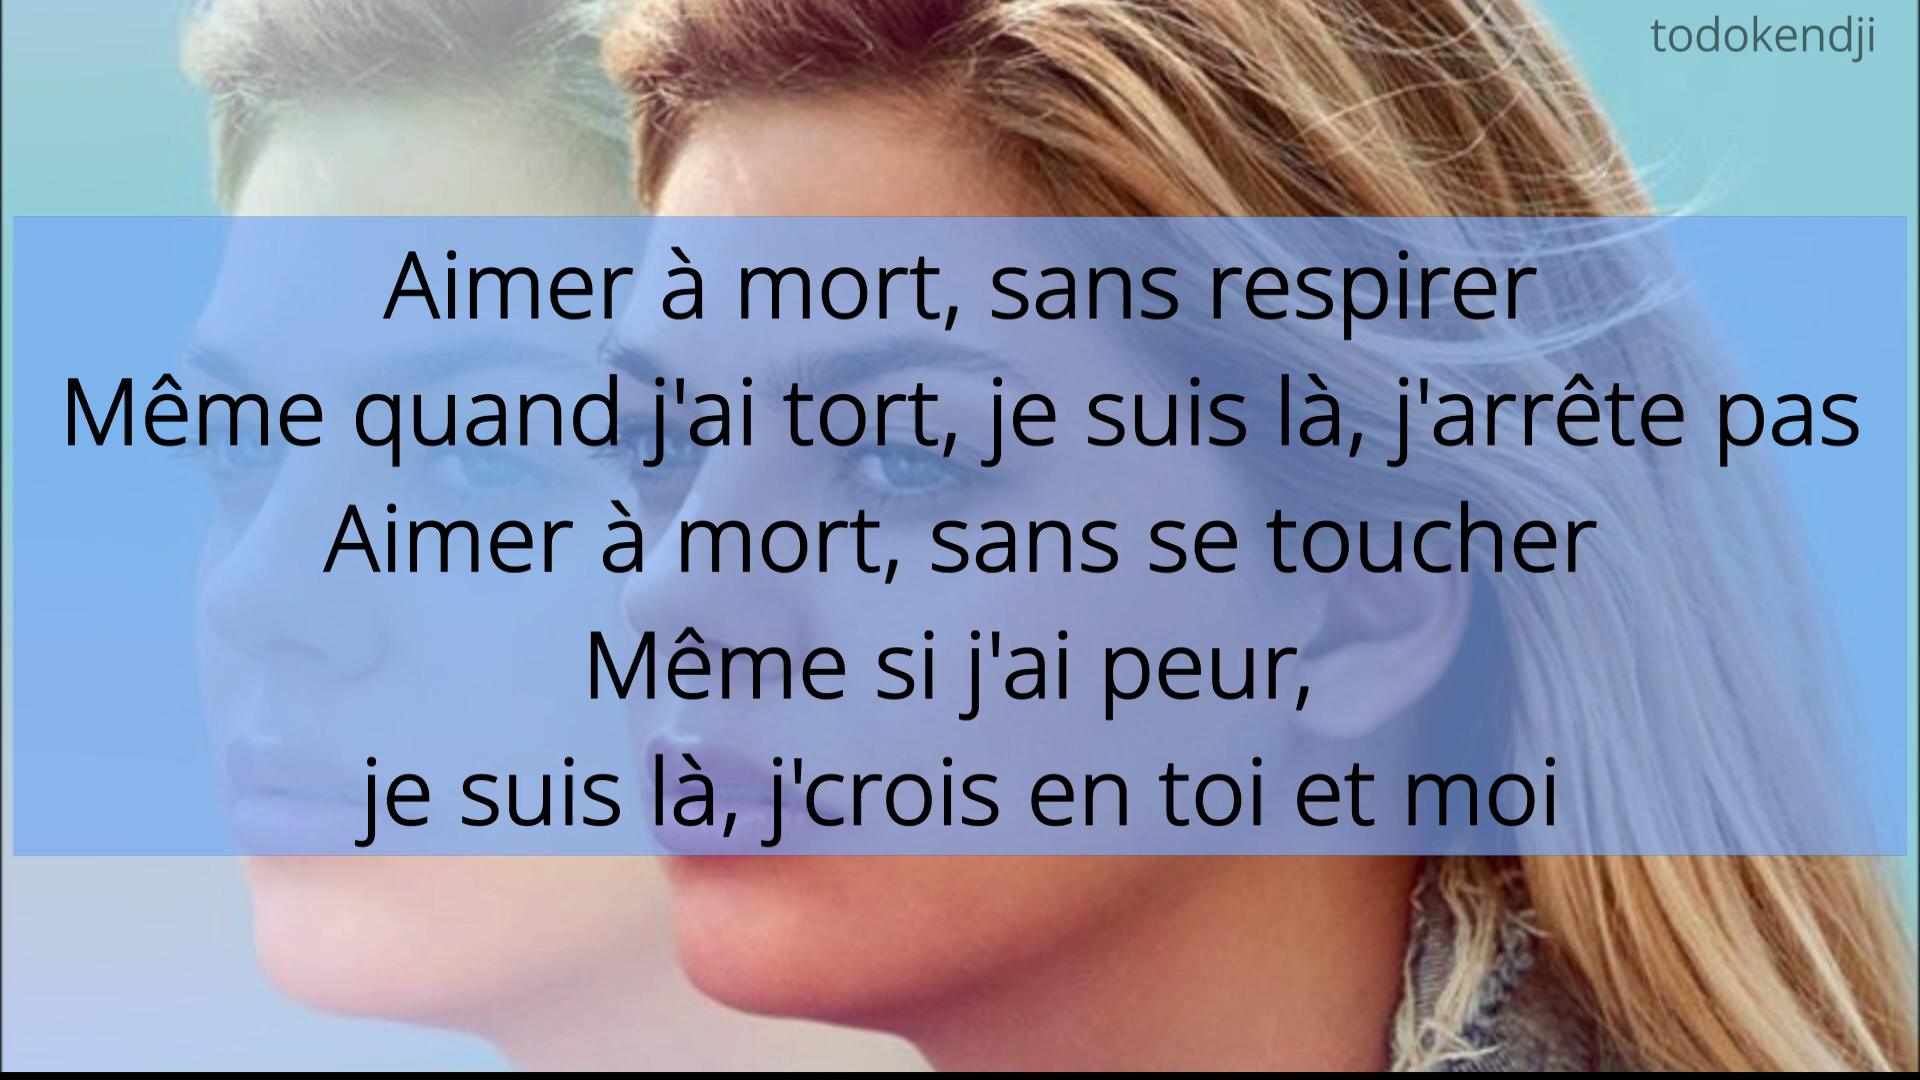 todokendji
Aimer à mort, sans respirer
Même quand j'ai tort, je suis là, j'arrête pas
Aimer à mort, sans se toucher
Même si j'ai peur,
je suis là, j'crois en toi et moi